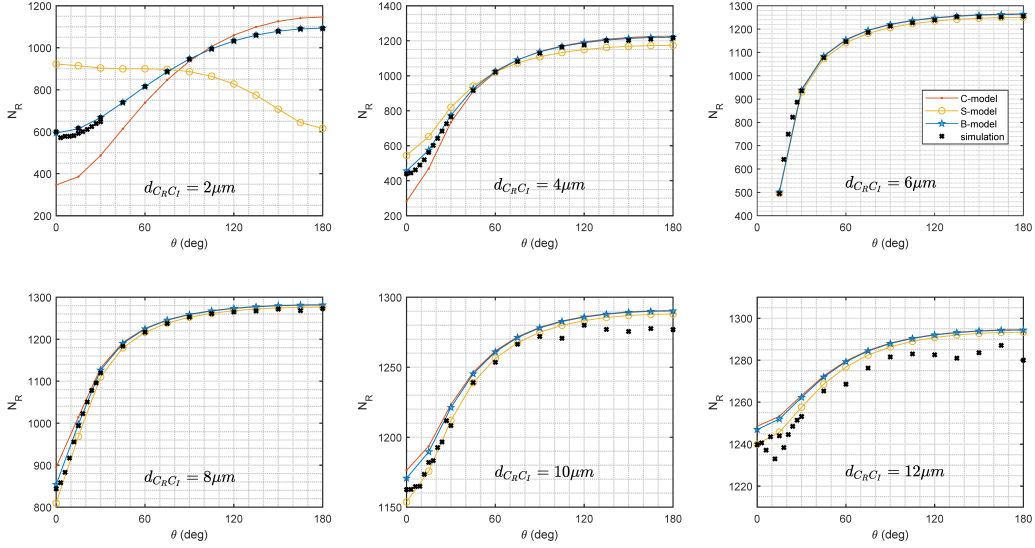 1200
1000
800
600
400
200
N_R
0 60 120 180
θ (deg)
d_{C_R C_I} = 2μm
1400
1200
1000
800
600
400
200
N_R
0 60 120 180
θ (deg)
d_{C_R C_I} = 4μm
1300
1200
1100
1000
900
800
700
600
500
400
N_R
0 60 120 180
θ (deg)
C-model
S-model
B-model
simulation
d_{C_R C_I} = 6μm
1300
1200
1100
1000
900
800
N_R
0 60 120 180
θ (deg)
d_{C_R C_I} = 8μm
1300
1250
1200
1150
N_R
0 60 120 180
θ (deg)
d_{C_R C_I} = 10μm
1300
1280
1260
1240
1220
N_R
0 60 120 180
θ (deg)
d_{C_R C_I} = 12μm